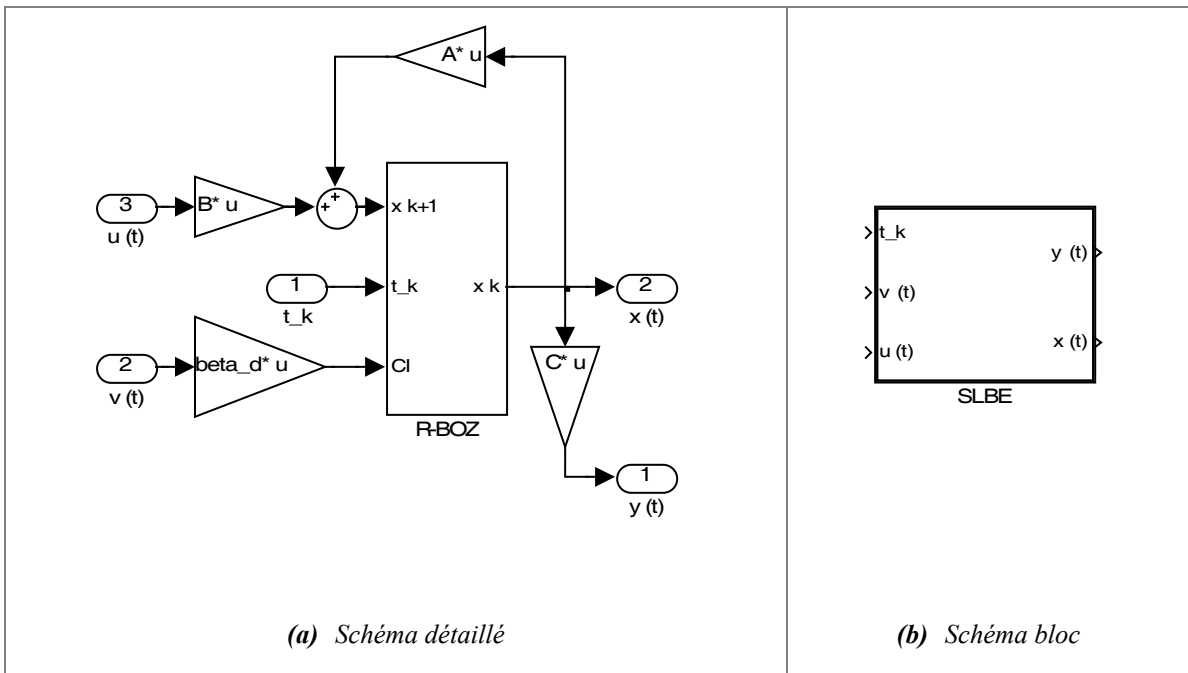 A* u
3
u (t)
B* u
+
+
x k+1
1
t_k
t_k
x k
2
x (t)
2
v (t)
beta_d* u
CI
R-BOZ
C* u
1
y (t)
(a) Schéma détaillé
t_k
v (t)
u (t)
y (t)
x (t)
SLBE
(b) Schéma bloc